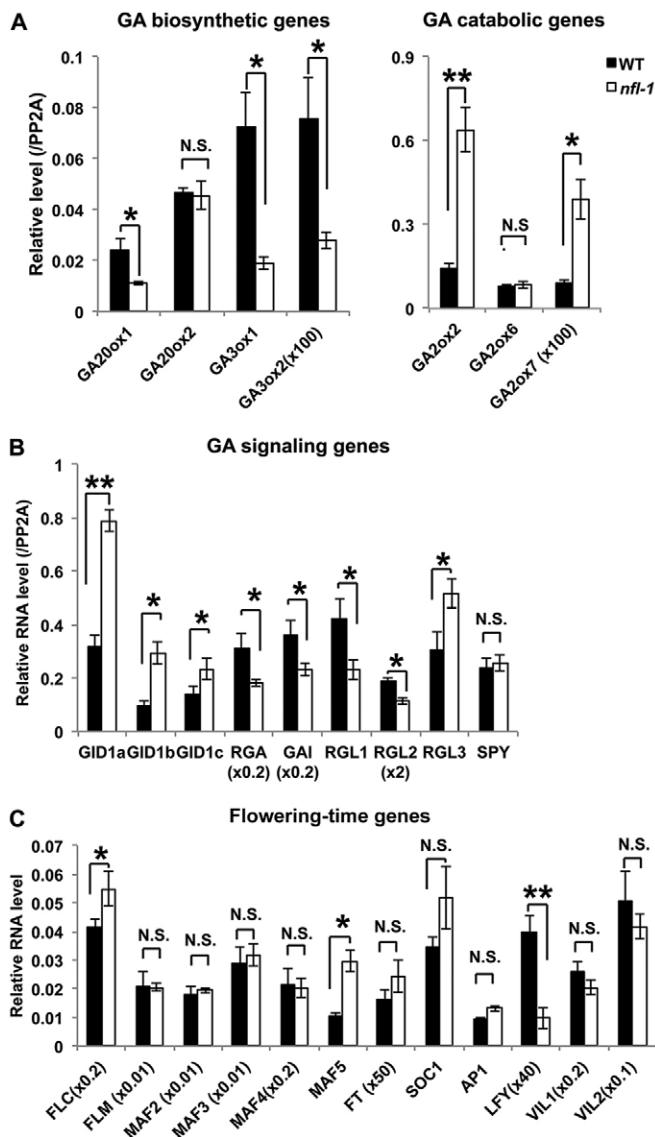 A
GA biosynthetic genes
GA catabolic genes
Relative level (/PP2A)
0.1
0.08
0.06
0.04
0.02
0
*
N.S.
*
*
GA20ox1
GA20ox2
GA3ox1
GA3ox2(x100)
0.9
0.6
0.3
0
**
N.S
*
WT
nfl-1
GA2ox2
GA2ox6
GA2ox7 (x100)
B
GA signaling genes
Relative RNA level (/PP2A)
1
0.8
0.6
0.4
0.2
0
**
*
*
*
*
*
*
*
N.S.
GID1a GID1b GID1c RGA GAI RGL1 RGL2 RGL3 SPY
(x0.2) (x0.2) (x2)
C
Flowering-time genes
Relative RNA level
0.07
0.06
0.05
0.04
0.03
0.02
0.01
0
*
N.S.
N.S.
N.S.
N.S.
*
N.S.
N.S.
N.S.
**
N.S.
N.S.
FLC(x0.2)
FLM (x0.01)
MAF2 (x0.01)
MAF3 (x0.01)
MAF4(x0.2)
MAF5
FT (x50)
SOC1
AP1
LFY(x40)
VIL1(x0.2)
VIL2(x0.1)